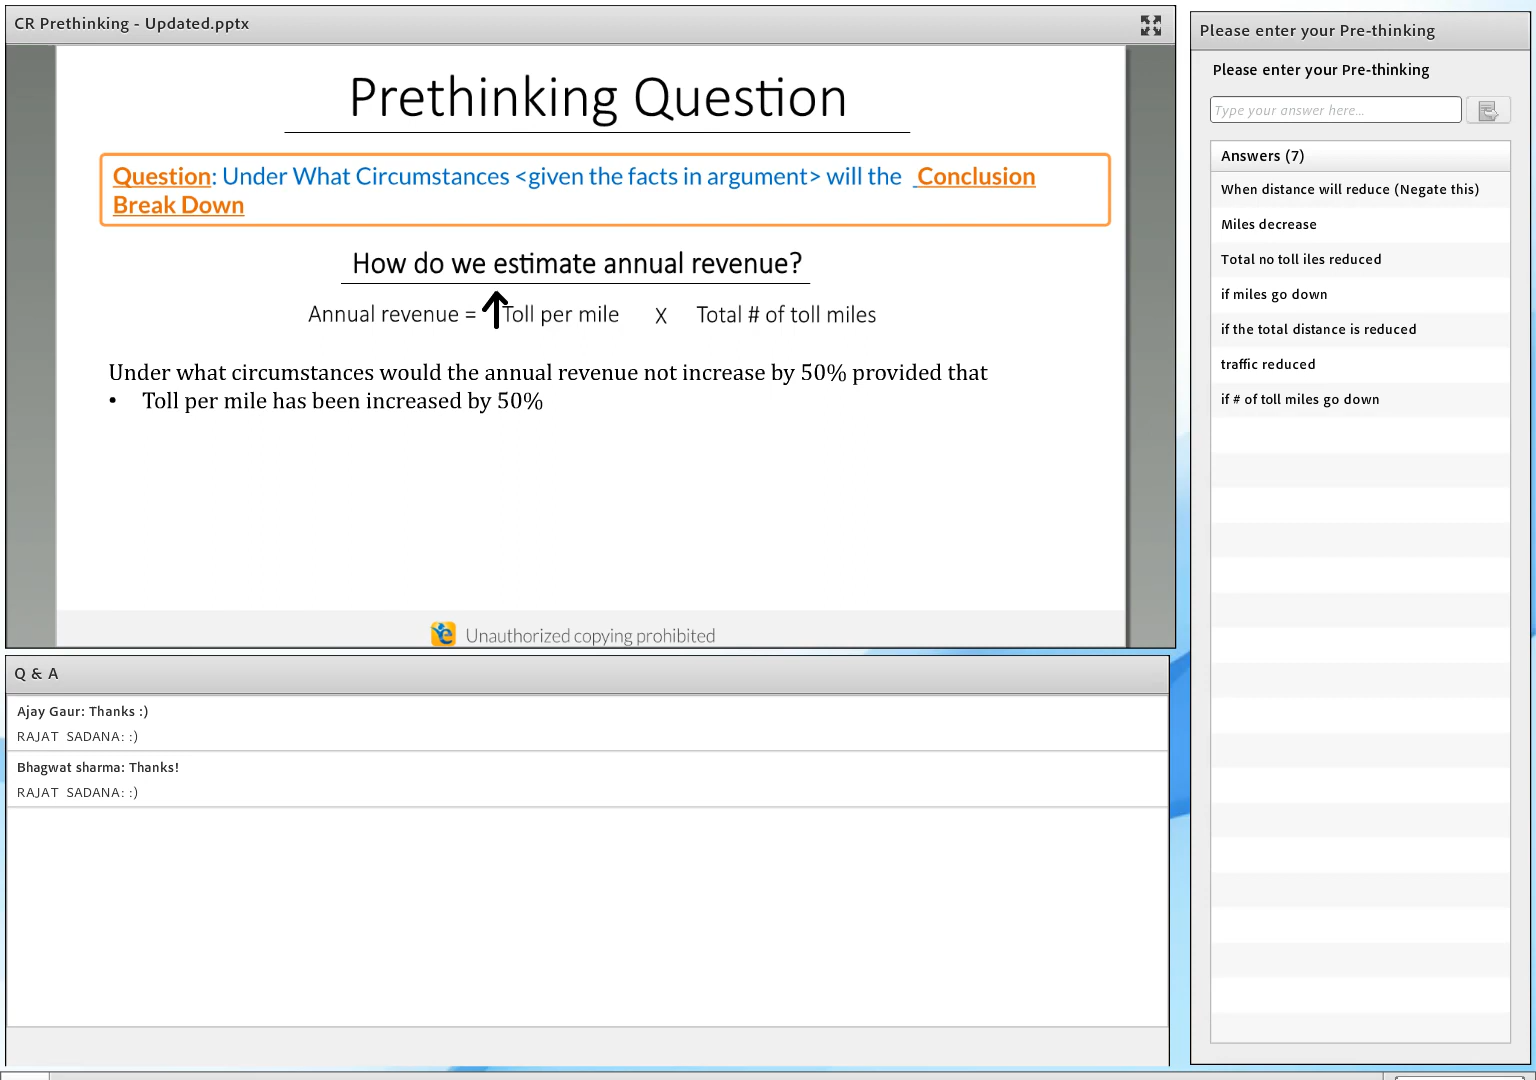 CR Prethinking - Updated.pptx
Prethinking Question
Question: Under What Circumstances <given the facts in argument> will the Conclusion
Break Down
How do we estimate annual revenue?
Annual revenue = Toll per mile X Total # of toll miles
Under what circumstances would the annual revenue not increase by 50% provided that
• Toll per mile has been increased by 50%
Unauthorized copying prohibited
Q & A
Ajay Gaur: Thanks :)
RAJAT SADANA: :)
Bhagwat sharma: Thanks!
RAJAT SADANA: :)
Please enter your Pre-thinking
Please enter your Pre-thinking
Type your answer here...
Answers (7)
When distance will reduce (Negate this)
Miles decrease
Total no toll iles reduced
if miles go down
if the total distance is reduced
traffic reduced
if # of toll miles go down